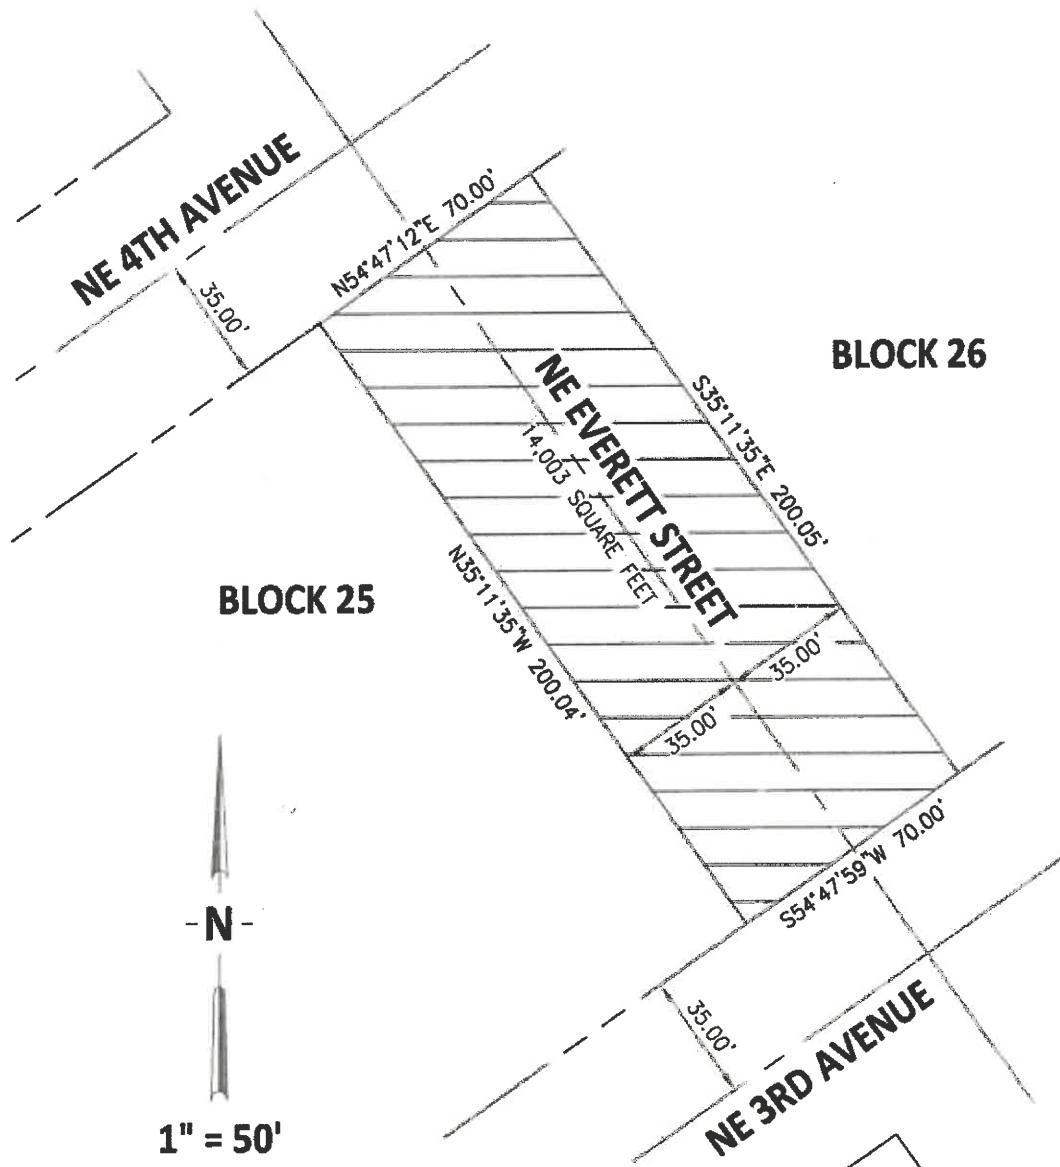 NE 4TH AVENUE
35.00'
N54°47'12"E 70.00'
BLOCK 26
NE EVERETT STREET
14,003 SQUARE FEET
S35°11'35"E 200.05'
BLOCK 25
N35°11'35"W 200.04'
35.00'
35.00'
S54°47'59"W 70.00'
35.00'
NE 3RD AVENUE
-N-
1" = 50'